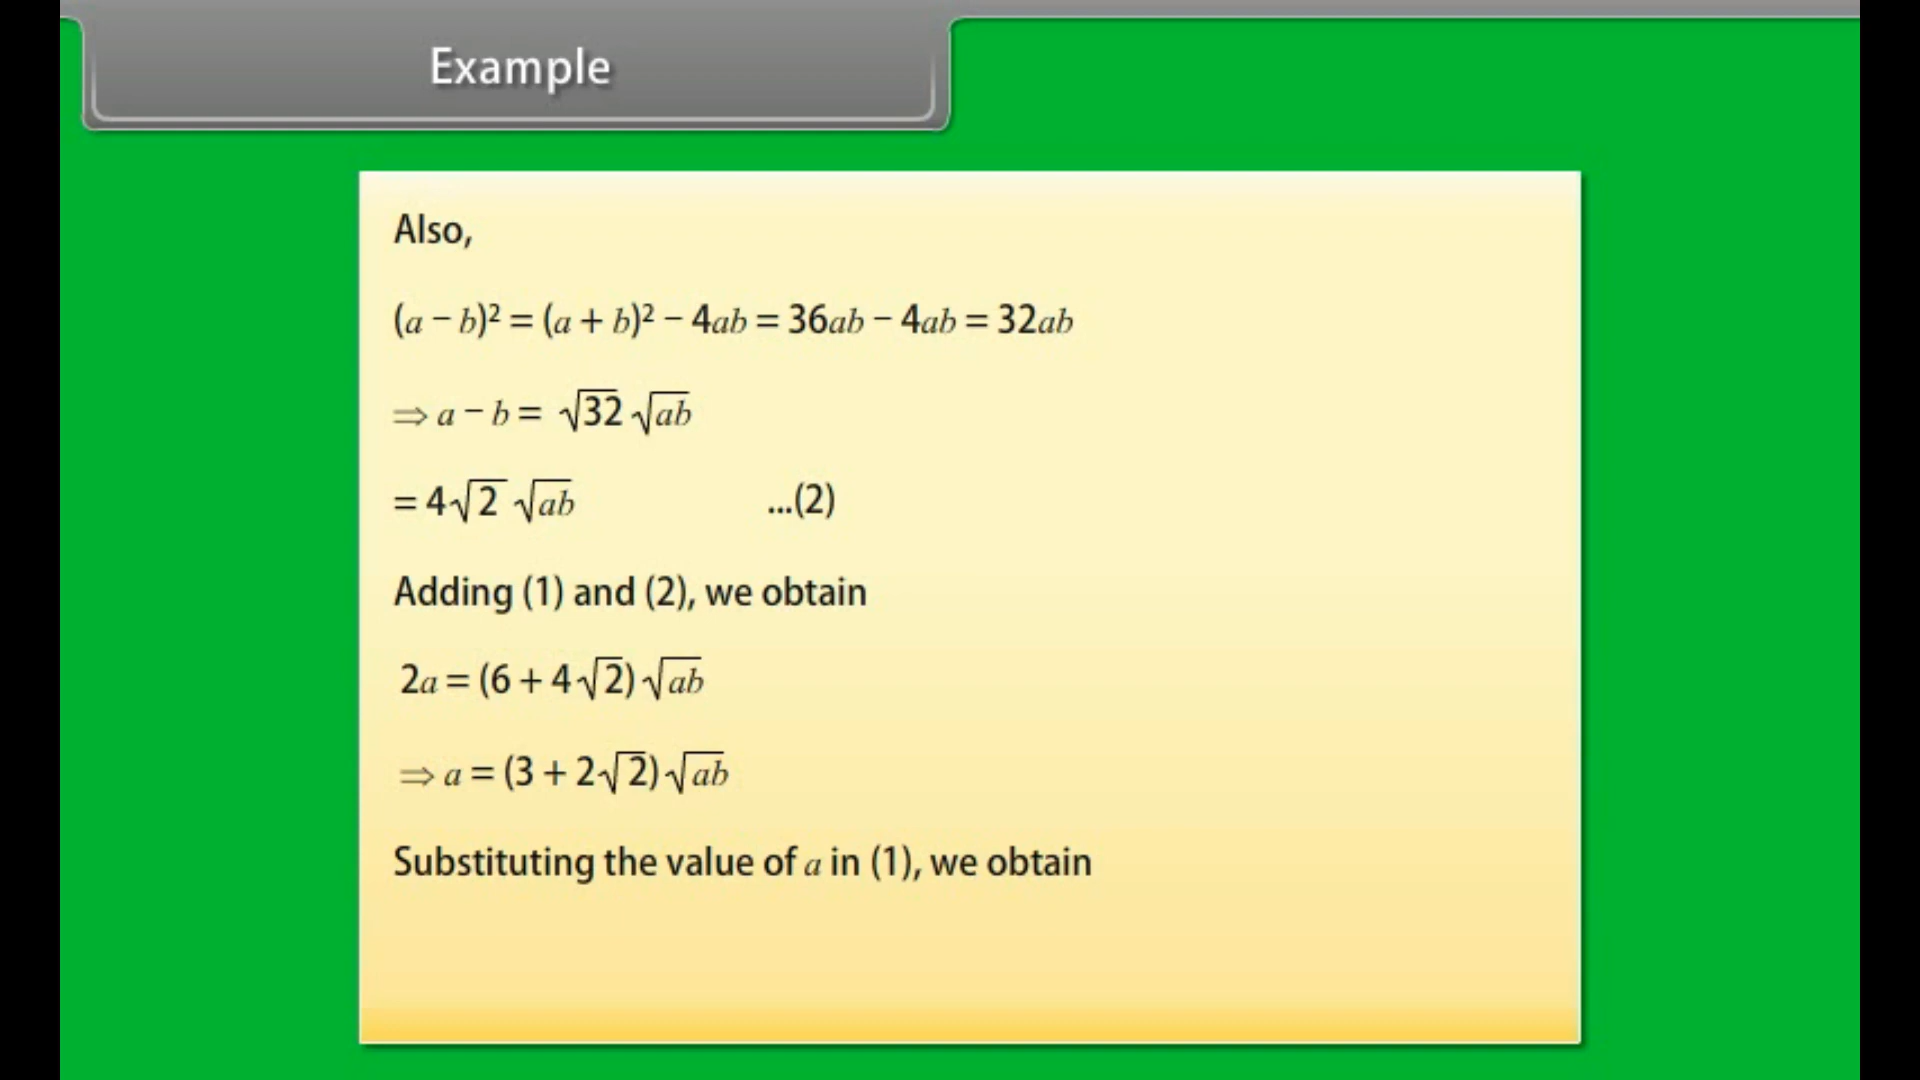 Example
Also,
(a − b)² = (a + b)² − 4ab = 36ab − 4ab = 32ab
⇒ a − b = √32 √ab
= 4√2 √ab ...(2)
Adding (1) and (2), we obtain
2a = (6 + 4√2) √ab
⇒ a = (3 + 2√2) √ab
Substituting the value of a in (1), we obtain